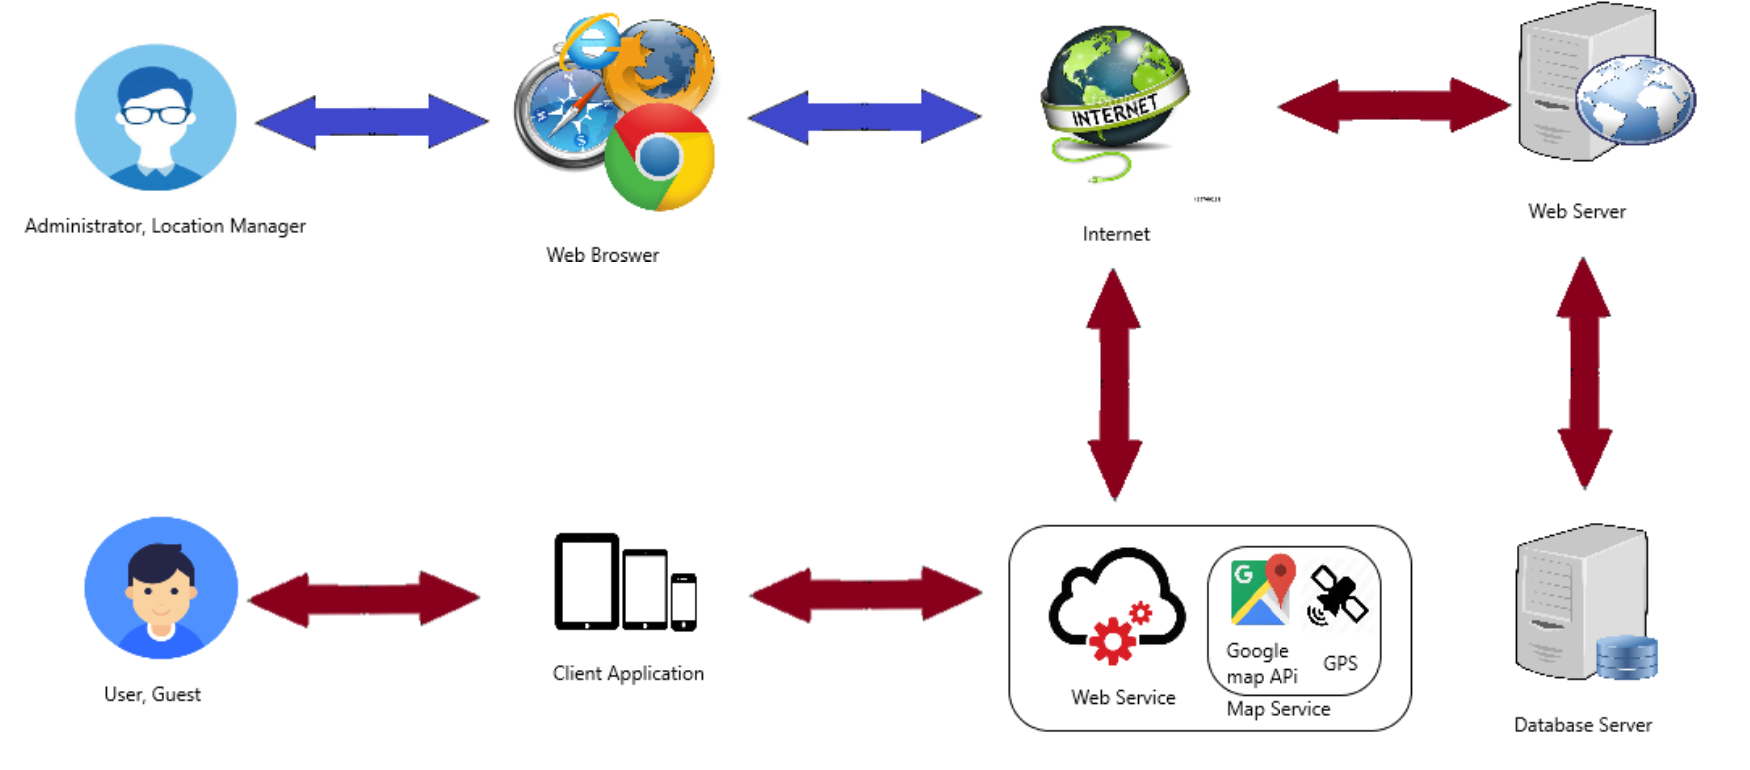 INTERNET
Administrator, Location Manager
Web Broswer
Internet
Web Server
User, Guest
Client Application
Web Service
G
Google
map APi
GPS
Map Service
Database Server